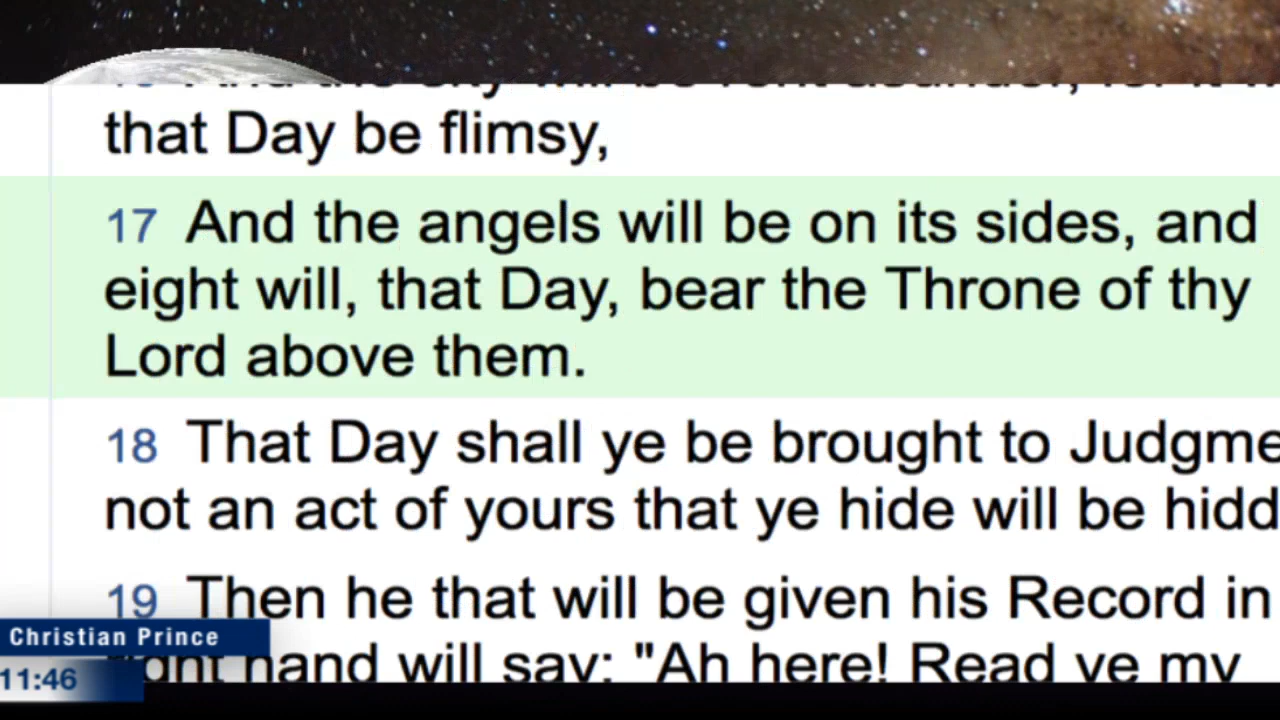 that Day be flimsy,
17 And the angels will be on its sides, and
eight will, that Day, bear the Throne of thy
Lord above them.
18 That Day shall ye be brought to Judgme
not an act of yours that ye hide will be hidd
19 Then he that will be given his Record in
right hand will say: "Ah here! Read ye my
Christian Prince
11:46